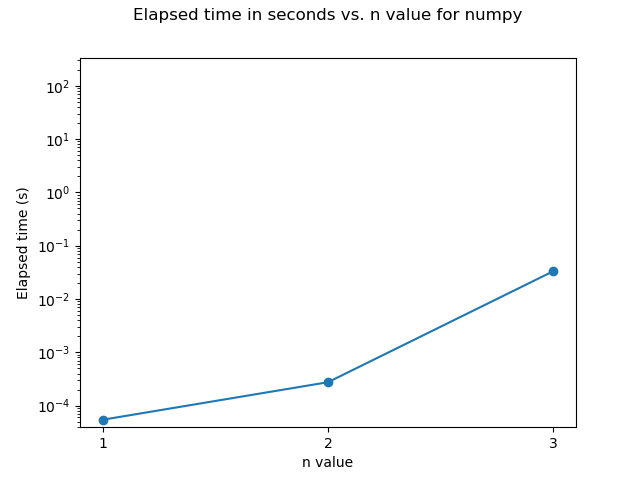 Elapsed time in seconds vs. n value for numpy
Elapsed time (s)
10²
10¹
10⁰
10⁻¹
10⁻²
10⁻³
10⁻⁴
1 2 3
n value